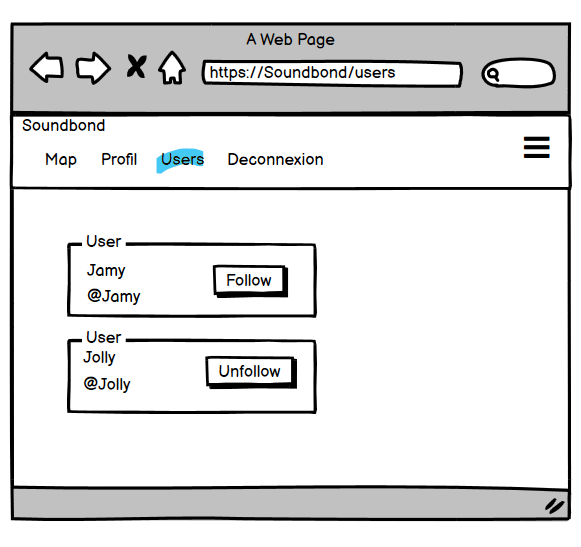 A Web Page
https://Soundbond/users
Soundbond
Map Profil Users Deconnexion
User
Jamy
@Jamy
Follow
User
Jolly
@Jolly
Unfollow